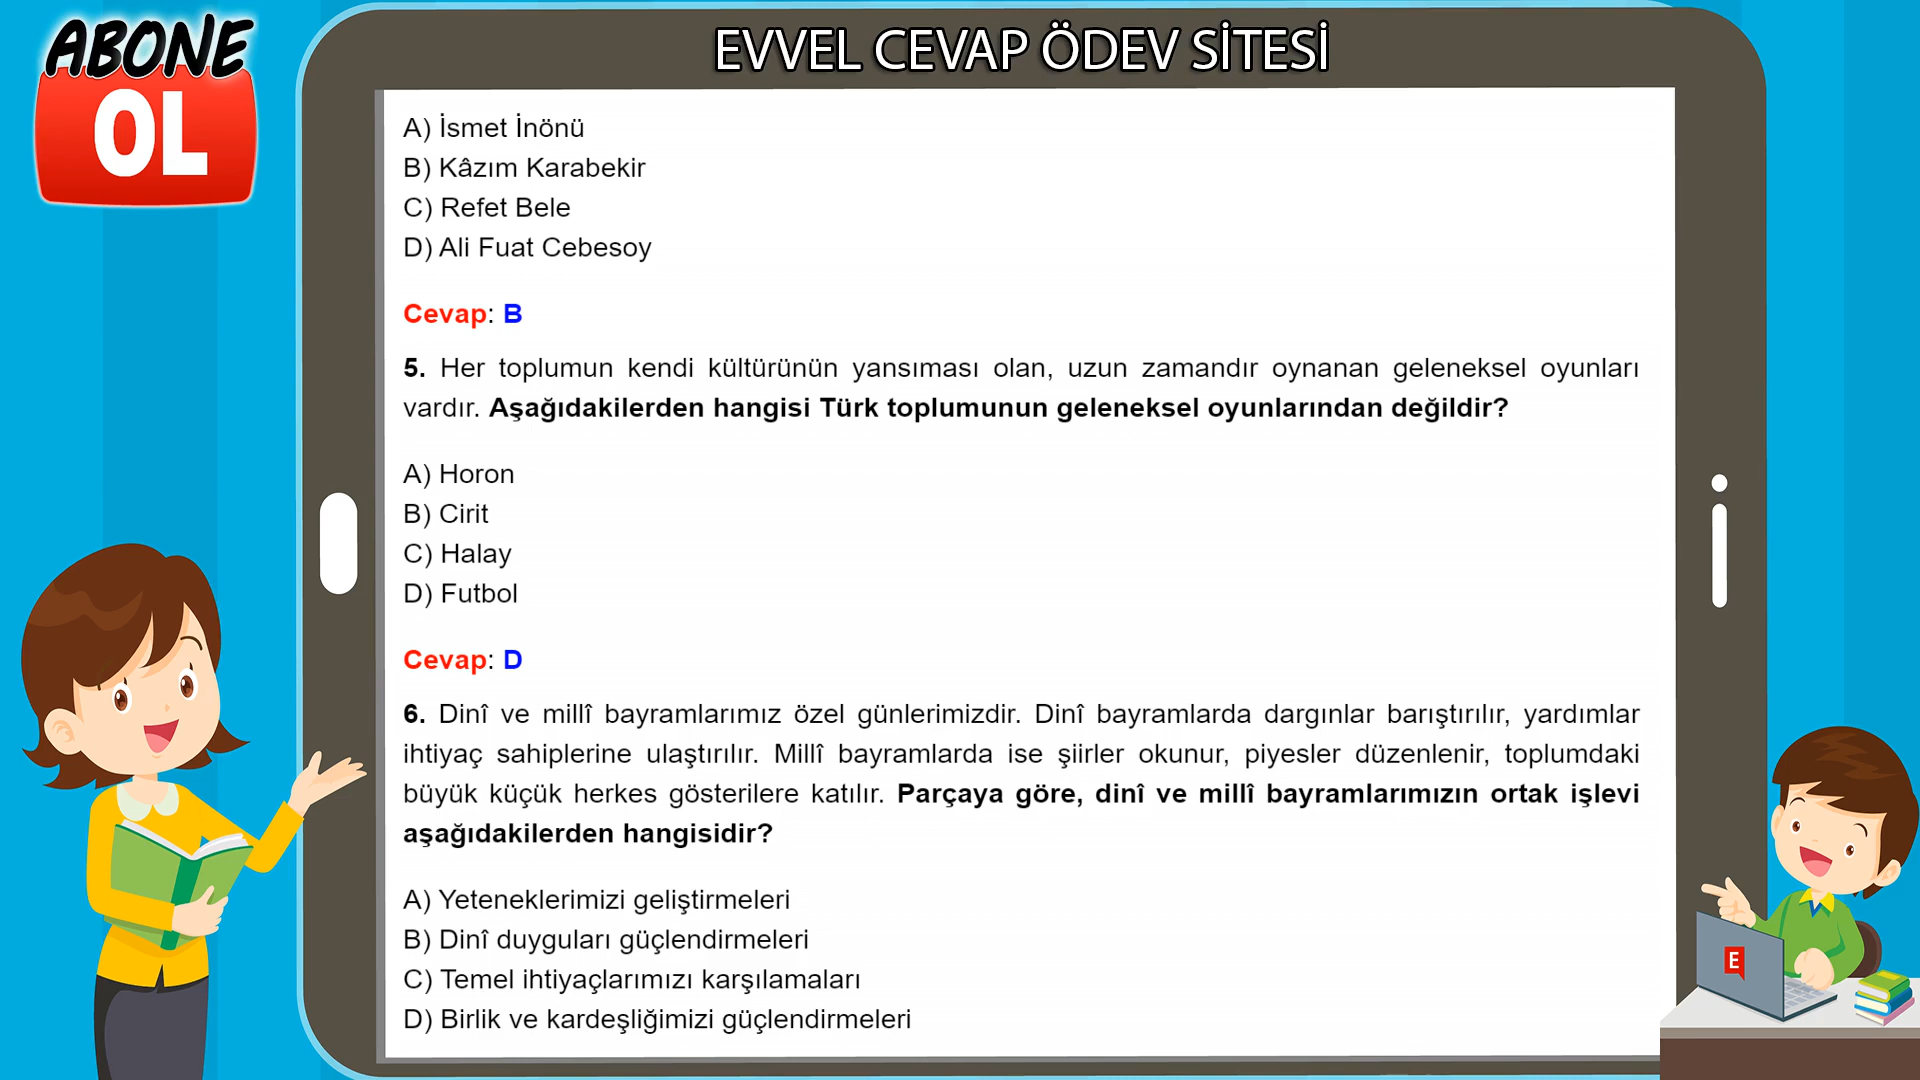 ABONE
OL
EVVEL CEVAP ÖDEV SİTESİ
A) İsmet İnönü
B) Kâzım Karabekir
C) Refet Bele
D) Ali Fuat Cebesoy
Cevap: B
5. Her toplumun kendi kültürünün yansıması olan, uzun zamandır oynanan geleneksel oyunları
vardır. Aşağıdakilerden hangisi Türk toplumunun geleneksel oyunlarından değildir?
A) Horon
B) Cirit
C) Halay
D) Futbol
Cevap: D
6. Dinî ve millî bayramlarımız özel günlerimizdir. Dinî bayramlarda dargınlar barıştırılır, yardımlar
ihtiyaç sahiplerine ulaştırılır. Millî bayramlarda ise şiirler okunur, piyesler düzenlenir, toplumdaki
büyük küçük herkes gösterilere katılır. Parçaya göre, dinî ve millî bayramlarımızın ortak işlevi
aşağıdakilerden hangisidir?
A) Yeteneklerimizi geliştirmeleri
B) Dinî duyguları güçlendirmeleri
C) Temel ihtiyaçlarımızı karşılamaları
D) Birlik ve kardeşliğimizi güçlendirmeleri
E